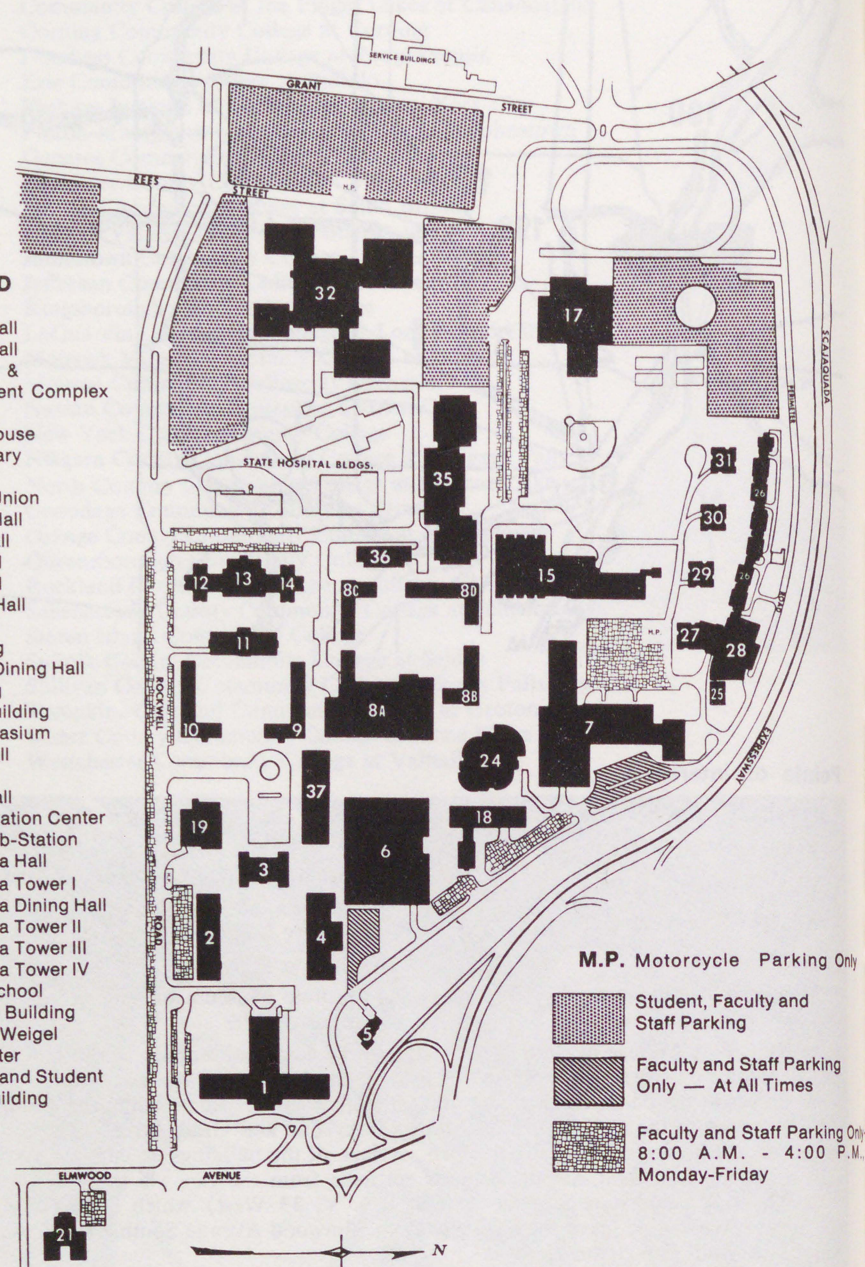 SERVICE BUILDINGS
GRANT STREET
REES STREET
M.P.
32
17
D
all
all
&
ent Complex
ouse
ary
Union
Hall
all
Hall
Dining Hall
uilding
asium
all
ation Center
b-Station
a Hall
a Tower I
a Dining Hall
a Tower II
a Tower III
a Tower IV
chool
Building
Weigel
ter
and Student
ilding
SCAJAQUADA
EXPRESSWAY
PERIMETER
ROAD
STATE HOSPITAL BLDGS.
35
31
26
30
36
12
13
14
8C
8D
15
29
26
11
M.P.
27
28
ROCKWELL
ROAD
10
9
8A
8B
7
25
24
37
19
18
3
6
2
4
5
1
M.P. Motorcycle Parking Only
Student, Faculty and
Staff Parking
Faculty and Staff Parking
Only — At All Times
Faculty and Staff Parking Only
8:00 A.M. - 4:00 P.M.,
Monday-Friday
ELMWOOD AVENUE
21
N